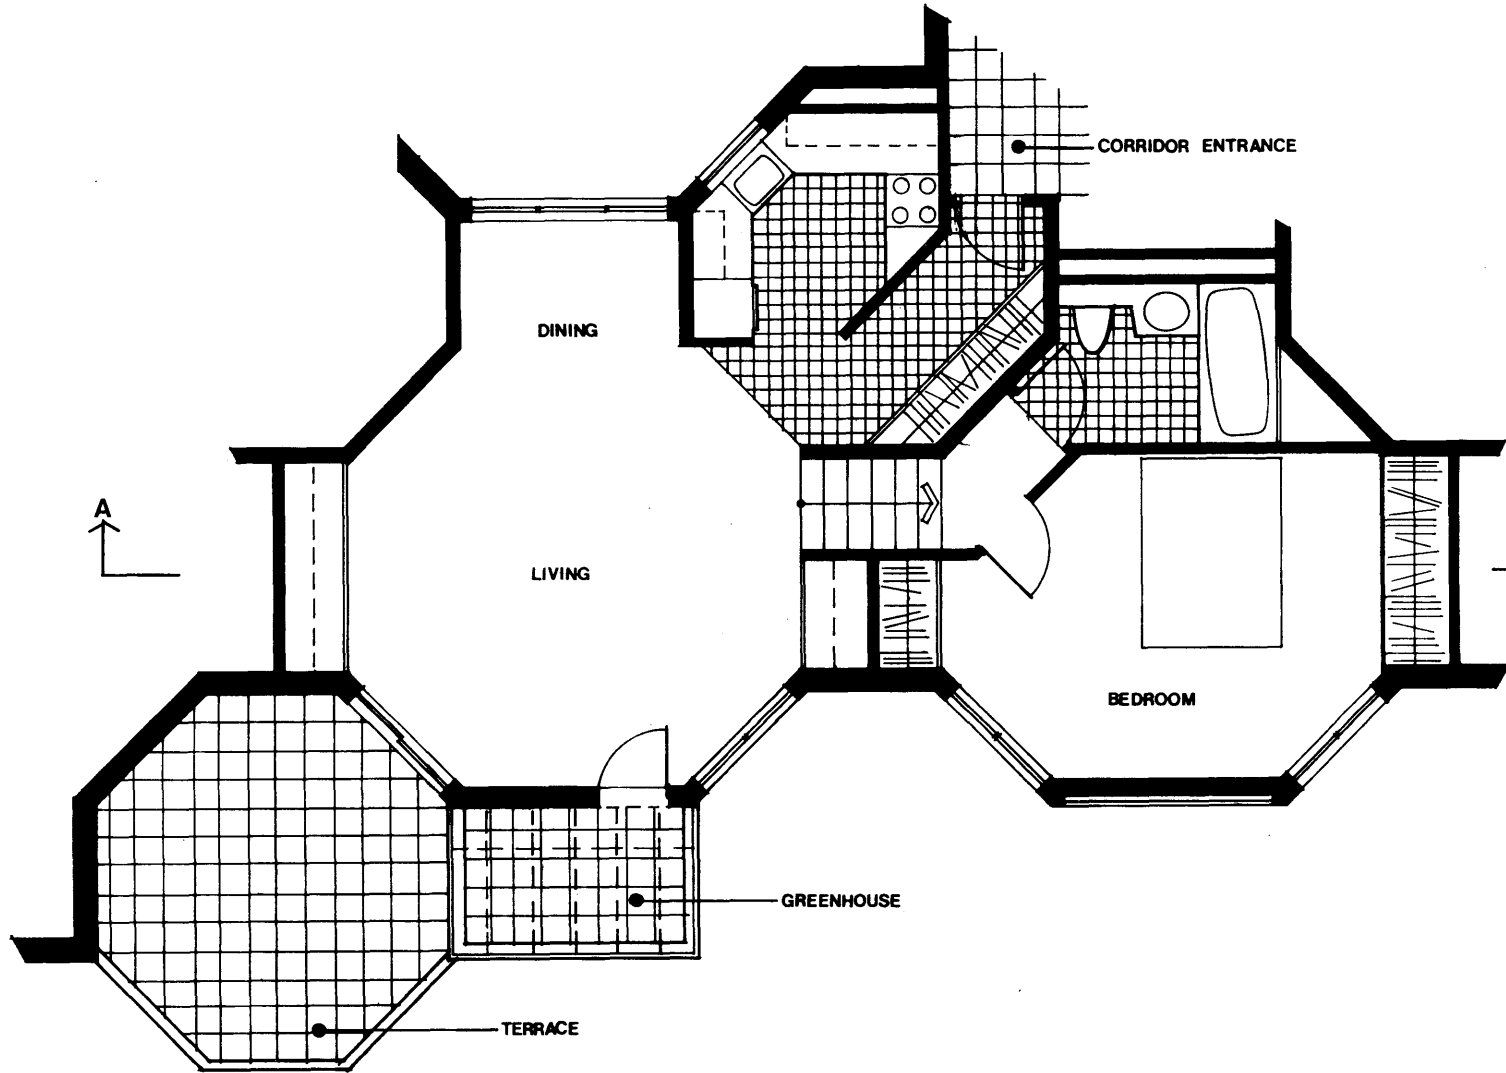 CORRIDOR ENTRANCE
DINING
A
LIVING
BEDROOM
GREENHOUSE
TERRACE